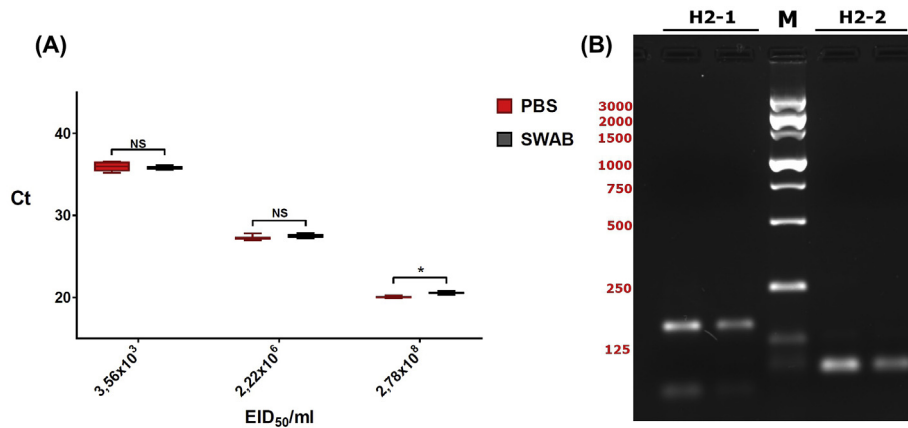 (A)
PBS
SWAB
40
30
20
Ct
NS
NS
*
3,56x10³
2,22x10⁶
2,78x10⁸
EID₅₀/ml
(B)
H2-1 M H2-2
3000
2000
1500
1000
750
500
250
125